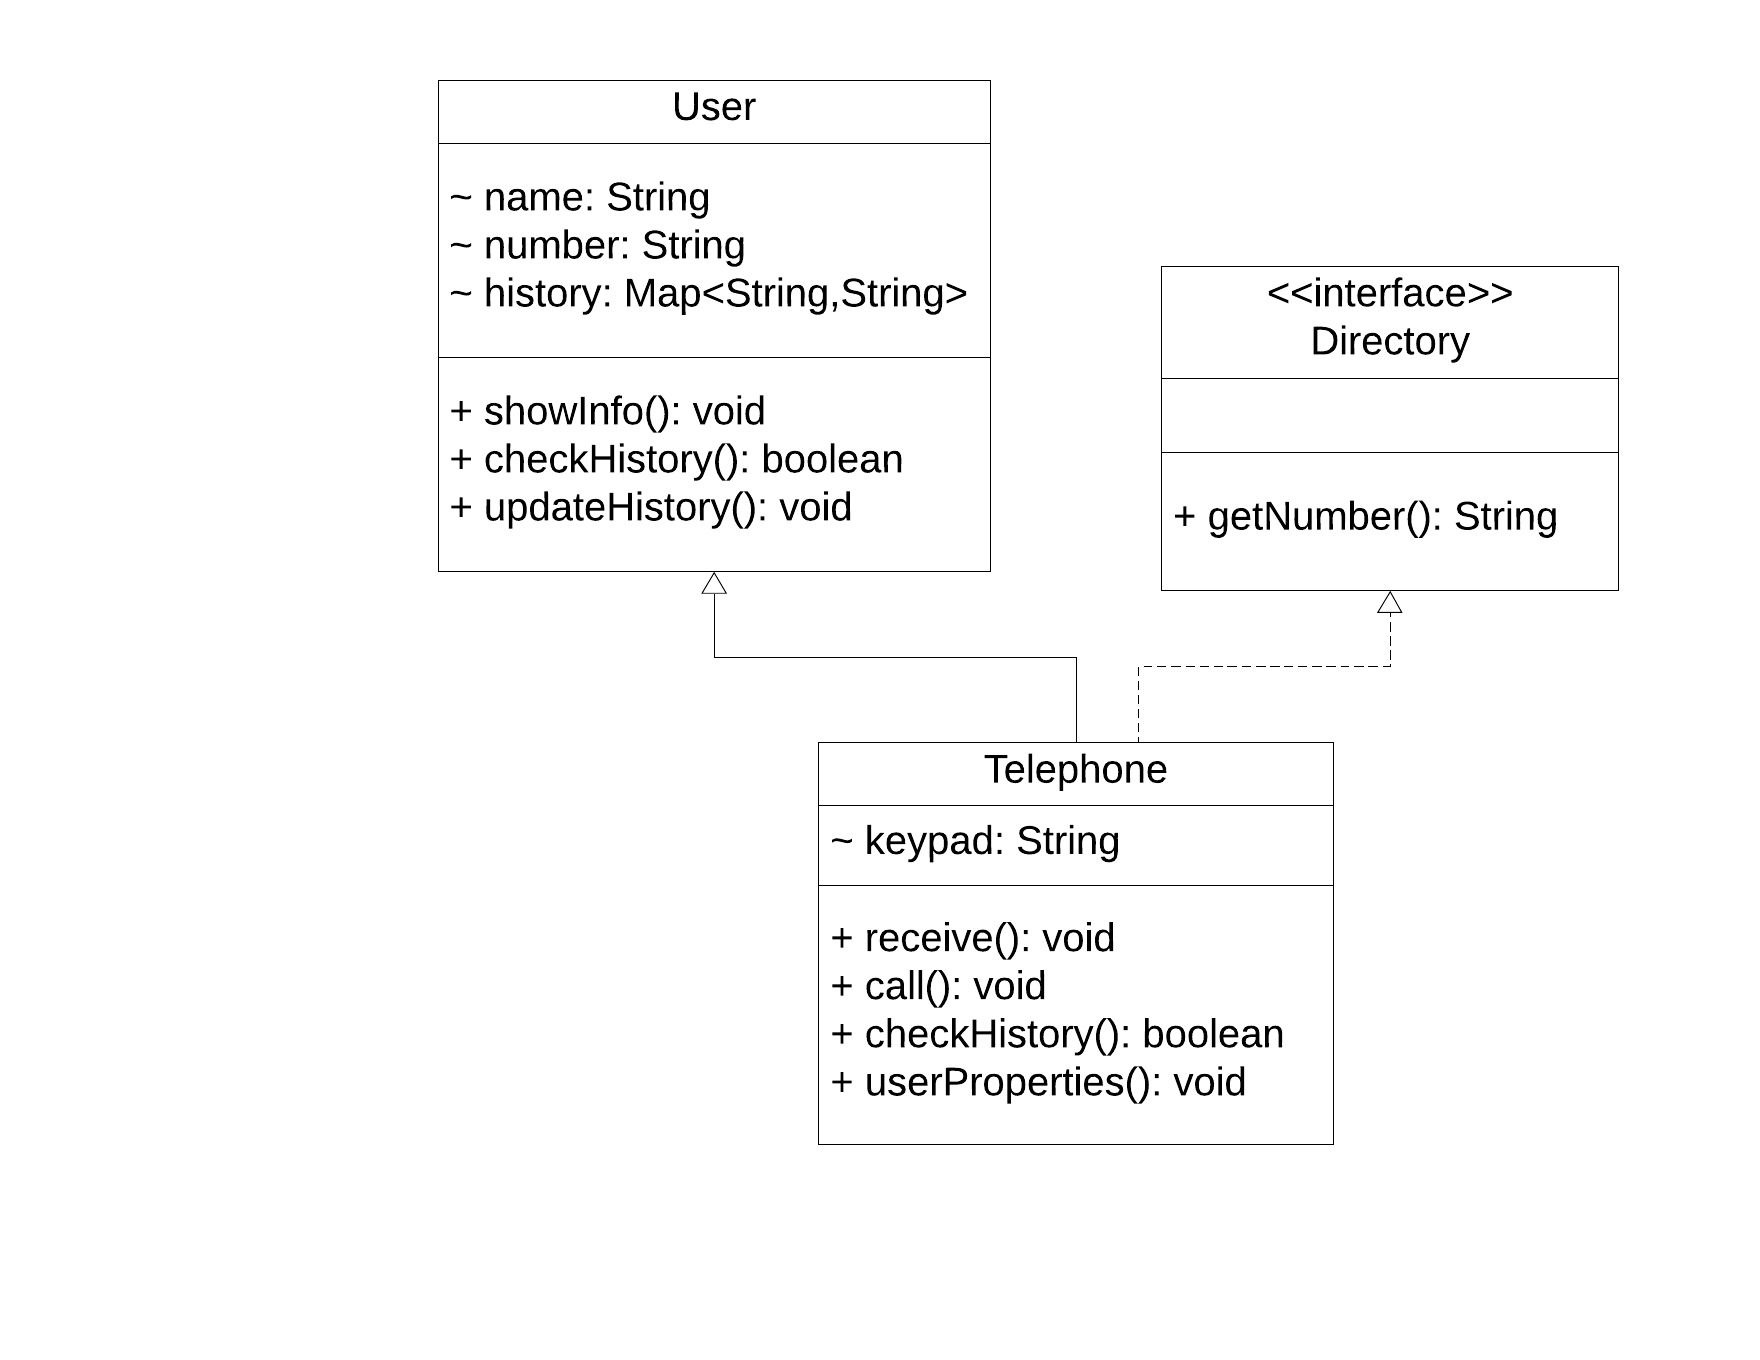 User
~ name: String
~ number: String
~ history: Map<String,String>
+ showInfo(): void
+ checkHistory(): boolean
+ updateHistory(): void
<<interface>>
Directory
+ getNumber(): String
Telephone
~ keypad: String
+ receive(): void
+ call(): void
+ checkHistory(): boolean
+ userProperties(): void